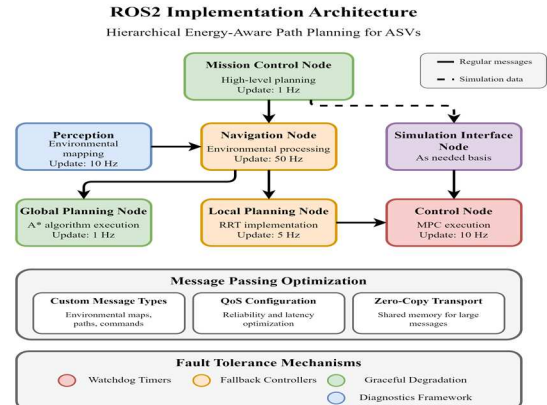 ROS2 Implementation Architecture
Hierarchical Energy-Aware Path Planning for ASVs
Regular messages
Simulation data
Mission Control Node
High-level planning
Update: 1 Hz
Perception
Environmental
mapping
Update: 10 Hz
Navigation Node
Environmental processing
Update: 50 Hz
Simulation Interface
Node
As needed basis
Global Planning Node
A* algorithm execution
Update: 1 Hz
Local Planning Node
RRT implementation
Update: 5 Hz
Control Node
MPC execution
Update: 10 Hz
Message Passing Optimization
Custom Message Types
Environmental maps,
paths, commands
QoS Configuration
Reliability and latency
optimization
Zero-Copy Transport
Shared memory for large
messages
Fault Tolerance Mechanisms
Watchdog Timers
Fallback Controllers
Graceful Degradation
Diagnostics Framework